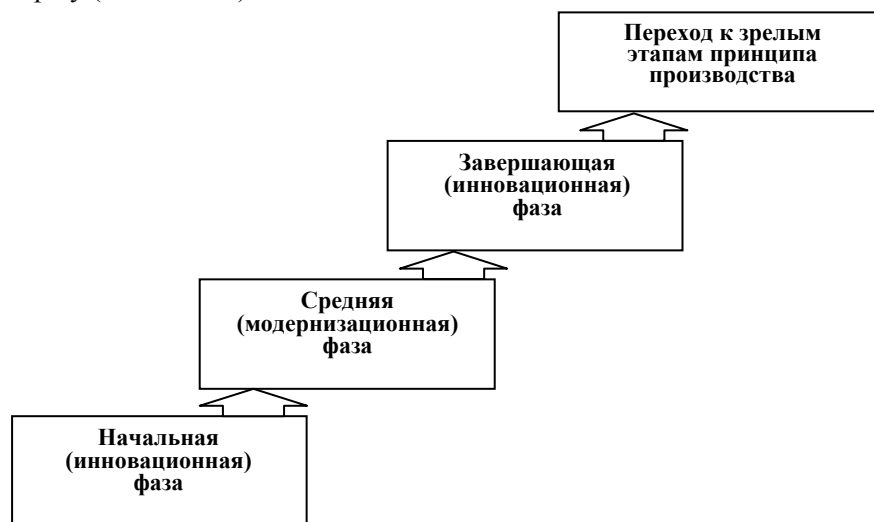 Переход к зрелым
этапам принципа
производства
Завершающая
(инновационная)
фаза
Средняя
(модернизационная)
фаза
Начальная
(инновационная)
фаза